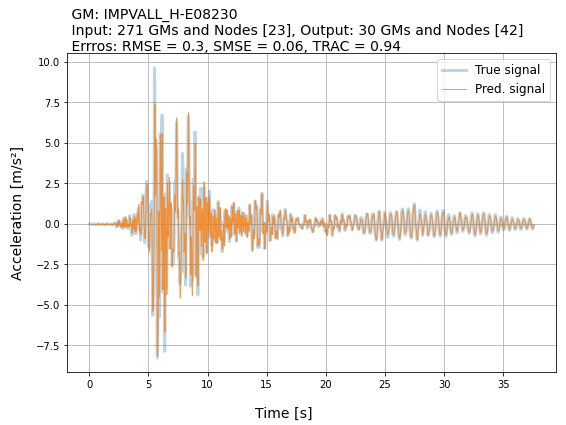 GM: IMPVALL_H-E08230
Input: 271 GMs and Nodes [23], Output: 30 GMs and Nodes [42]
Erros: RMSE = 0.3, SMSE = 0.06, TRAC = 0.94
True signal
Pred. signal
10.0
7.5
5.0
2.5
0.0
−2.5
−5.0
−7.5
Acceleration [m/s²]
0 5 10 15 20 25 30 35
Time [s]